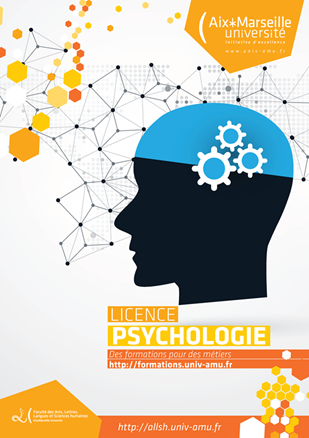 Aix*Marseille
université
initiative d'excellence
www.univ-amu.fr
LICENCE
PSYCHOLOGIE
Des formations pour des métiers
http://formations.univ-amu.fr
Faculté des Arts, Lettres,
Langues et Sciences Humaines
http://allsh.univ-amu.fr